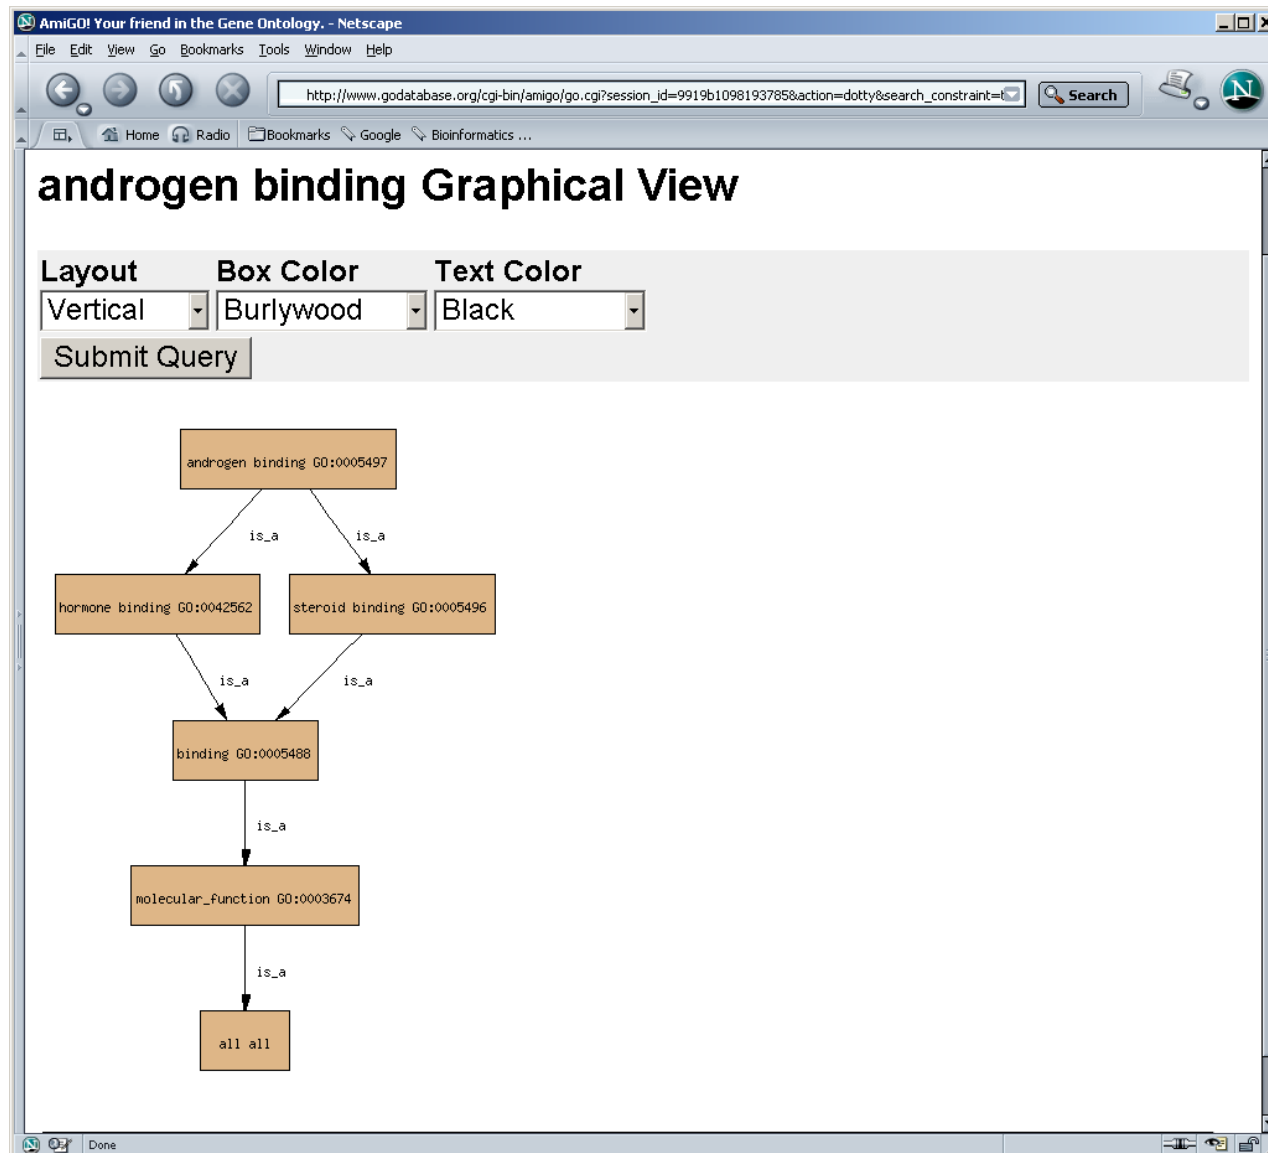 AmiGO! Your friend in the Gene Ontology. - Netscape
File Edit View Go Bookmarks Tools Window Help
http://www.godatabase.org/cgi-bin/amigo/go.cgi?session_id=9919b1098193785&action=dotty&search_constraint=t
Search
N
Home Radio Bookmarks Google Bioinformatics ...
androgen binding Graphical View
Layout Box Color Text Color
Vertical Burlywood Black
Submit Query
androgen binding GO:0005497
is_a is_a
hormone binding GO:0042562 steroid binding GO:0005496
is_a is_a
binding GO:0005488
is_a
molecular_function GO:0003674
is_a
all all
Done